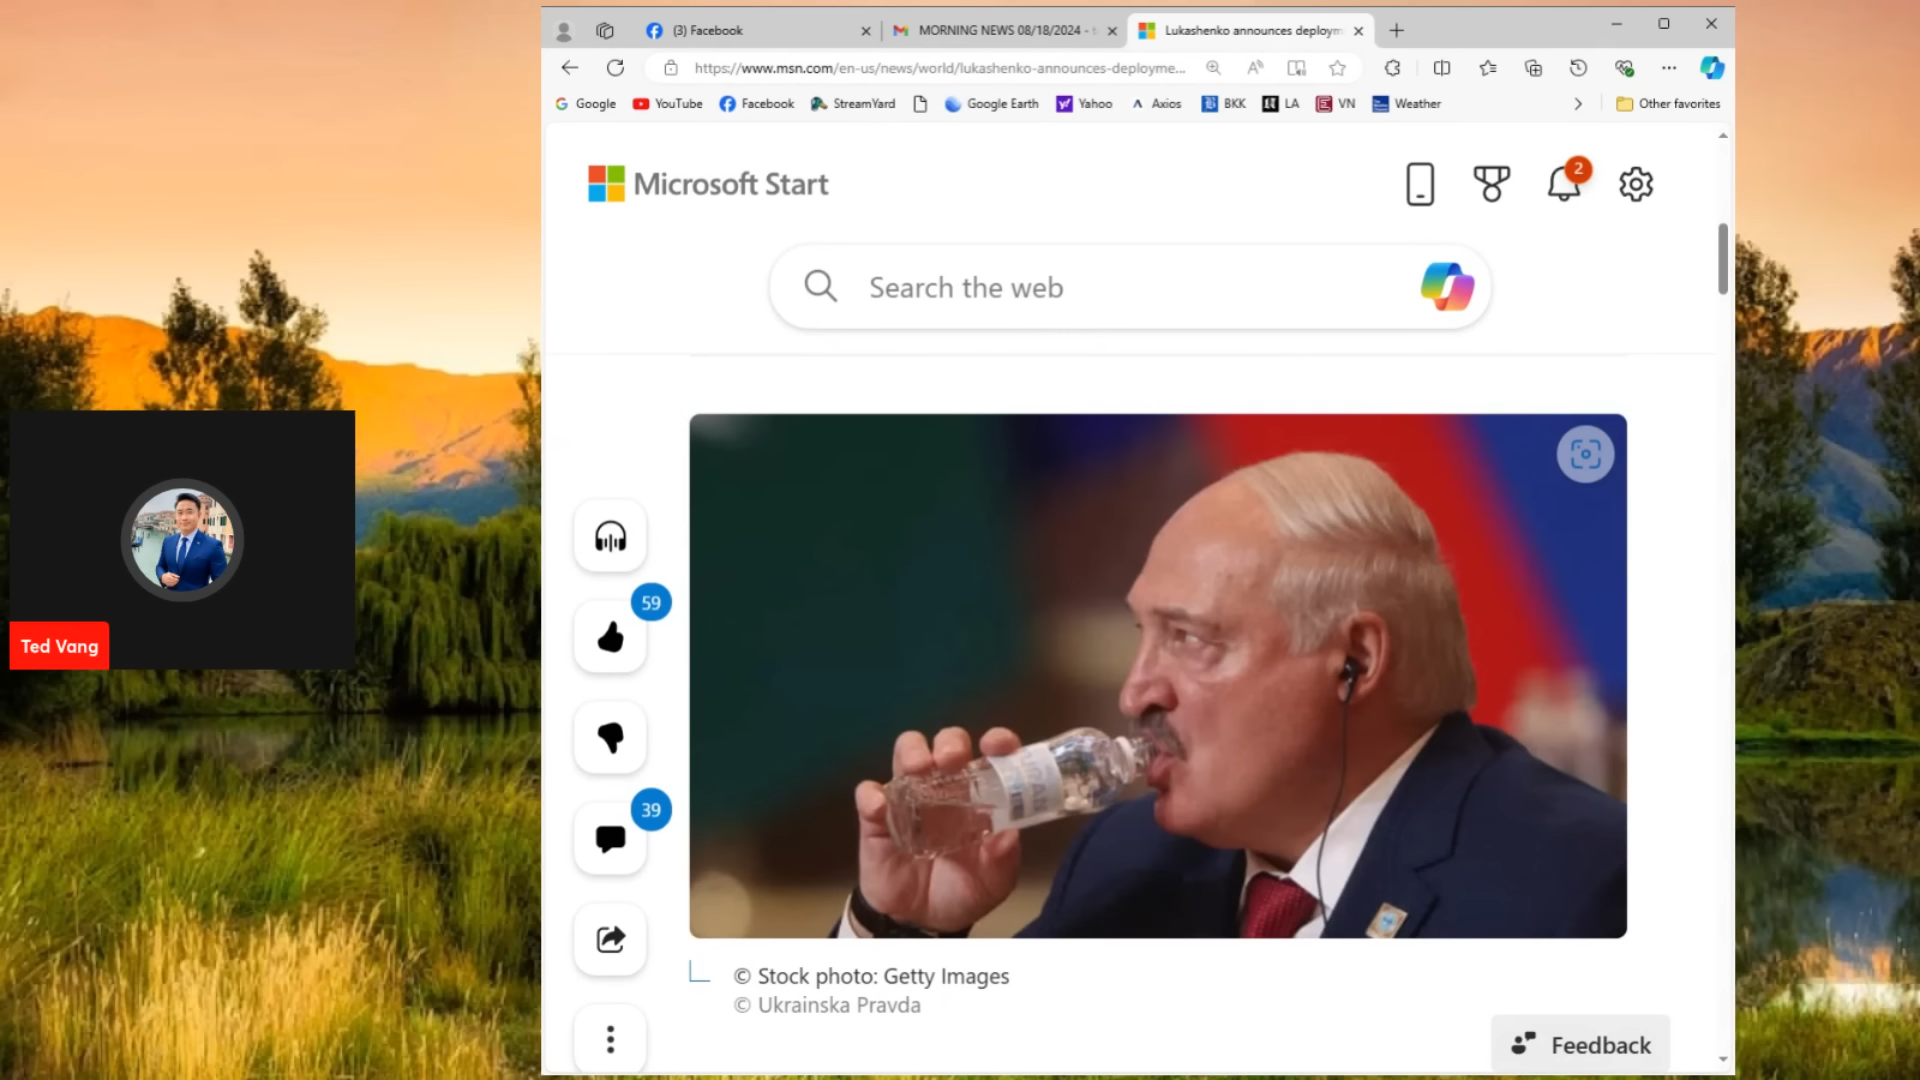 (3) Facebook
MORNING NEWS 08/18/2024 -
Lukashenko announces deploym
https://www.msn.com/en-us/news/world/lukashenko-announces-deployme...
Google
YouTube
Facebook
StreamYard
Google Earth
Yahoo
Axios
BKK
LA
VN
Weather
Other favorites
Microsoft Start
2
Search the web
59
39
Ted Vang
© Stock photo: Getty Images
© Ukrainska Pravda
Feedback